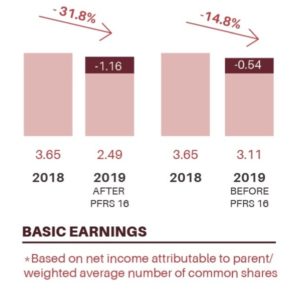 -31.8%
-14.8%
-1.16
-0.54
3.65 2.49 3.65 3.11
2018 2019 2018 2019
AFTER BEFORE
PFRS 16 PFRS 16
BASIC EARNINGS
*Based on net income attributable to parent/
weighted average number of common shares